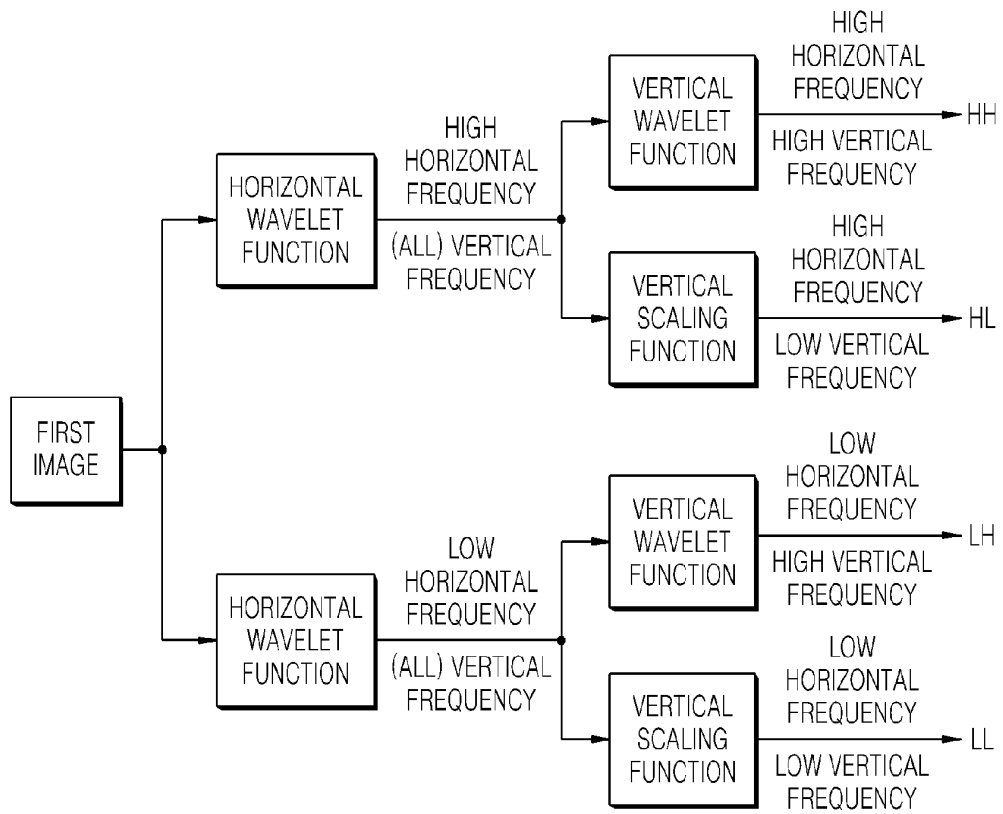 FIRST
IMAGE
HORIZONTAL
WAVELET
FUNCTION
HIGH
HORIZONTAL
FREQUENCY
(ALL) VERTICAL
FREQUENCY
VERTICAL
WAVELET
FUNCTION
HIGH
HORIZONTAL
FREQUENCY
HIGH VERTICAL
FREQUENCY
HH
VERTICAL
SCALING
FUNCTION
HIGH
HORIZONTAL
FREQUENCY
LOW VERTICAL
FREQUENCY
HL
HORIZONTAL
WAVELET
FUNCTION
LOW
HORIZONTAL
FREQUENCY
(ALL) VERTICAL
FREQUENCY
VERTICAL
WAVELET
FUNCTION
LOW
HORIZONTAL
FREQUENCY
HIGH VERTICAL
FREQUENCY
LH
VERTICAL
SCALING
FUNCTION
LOW
HORIZONTAL
FREQUENCY
LOW VERTICAL
FREQUENCY
LL